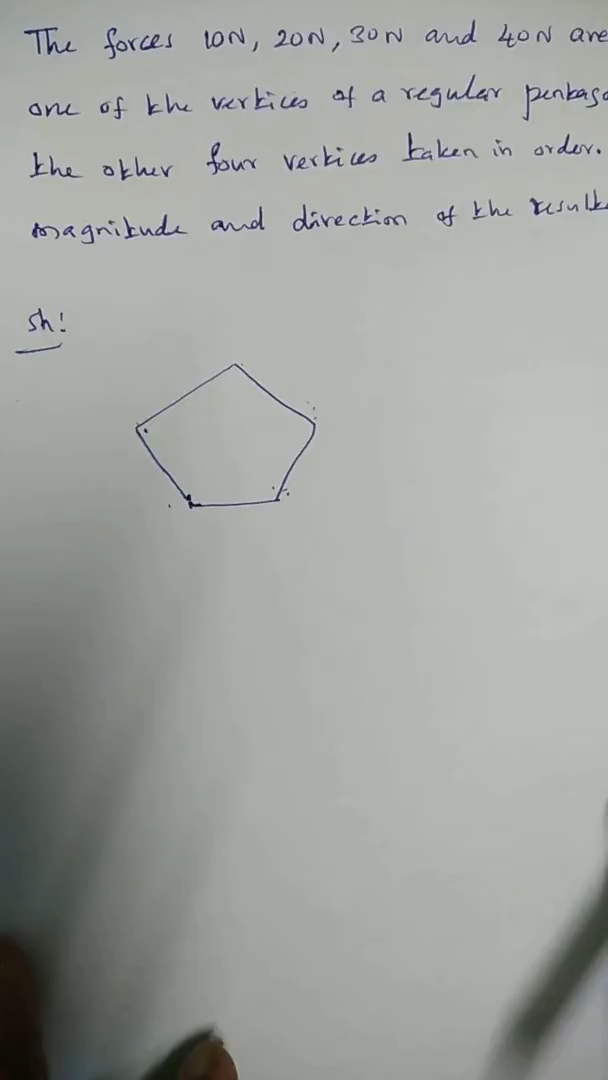 The forces 10N, 20N, 30N and 40N are
one of the vertices of a regular
the other four vertices taken in order.
magnitude and direction of the